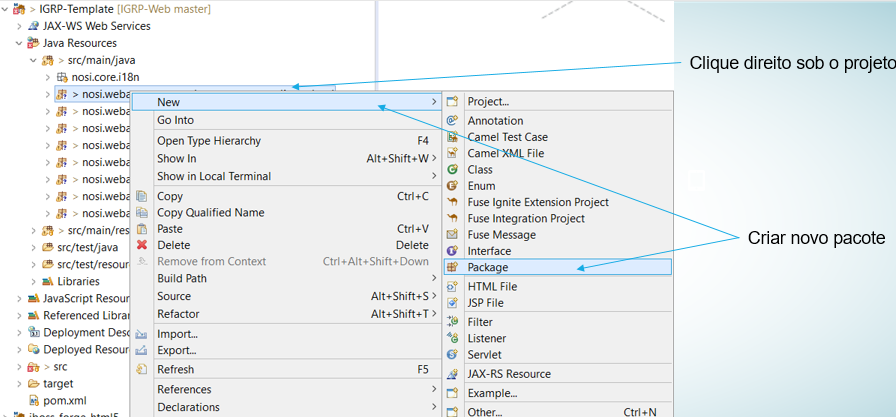 > IGRP-Template [IGRP-Web master]
JAX-WS Web Services
Java Resources
> src/main/java
nosi.core.i18n
> nosi.weba
> nosi.weba
> nosi.weba
> nosi.weba
> nosi.weba
> nosi.weba
> nosi.weba
> nosi.weba
> src/main/res
src/test/java
src/test/resour
Libraries
JavaScript Resour
Referenced Librar
Deployment Desc
Deployed Resour
> src
target
pom.xml
jboss-forge-html5
New
Go Into
Open Type Hierarchy F4
Show In Alt+Shift+W
Show in Local Terminal
Copy Ctrl+C
Copy Qualified Name
Paste Ctrl+V
Delete Delete
Remove from Context Ctrl+Alt+Shift+Down
Build Path
Source Alt+Shift+S
Refactor Alt+Shift+T
Import...
Export...
Refresh F5
References
Declarations
Project...
Annotation
Camel Test Case
Camel XML File
Class
Enum
Fuse Ignite Extension Project
Fuse Integration Project
Fuse Message
Interface
Package
HTML File
JSP File
Filter
Listener
Servlet
JAX-RS Resource
Example...
Other... Ctrl+N
Clique direito sob o projeto
Criar novo pacote